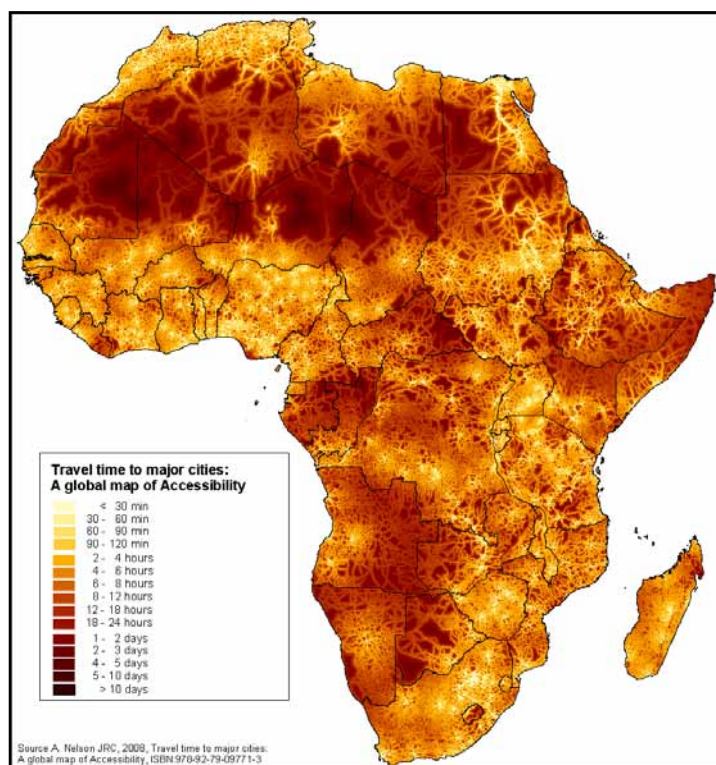 Travel time to major cities:
A global map of Accessibility
< 30 min
30 - 60 min
60 - 90 min
90 - 120 min
2 - 4 hours
4 - 6 hours
6 - 8 hours
8 - 12 hours
12 - 18 hours
18 - 24 hours
1 - 2 days
2 - 3 days
4 - 5 days
5 - 10 days
> 10 days
Source A. Nelson JRC, 2008, Travel time to major cities:
A global map of Accessibility, ISBN:978-92-79-09771-3